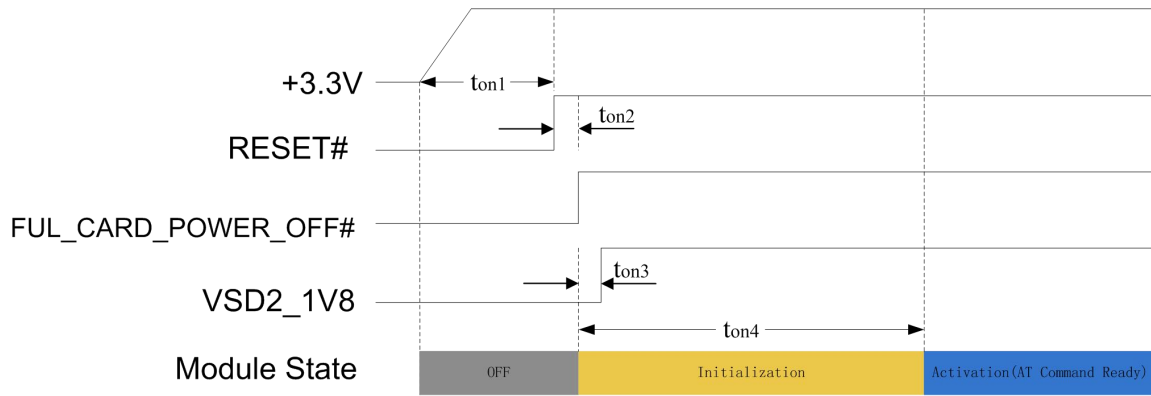 +3.3V
ton1
RESET#
ton2
FUL_CARD_POWER_OFF#
VSD2_1V8
ton3
ton4
Module State
OFF
Initialization
Activation(AT Command Ready)